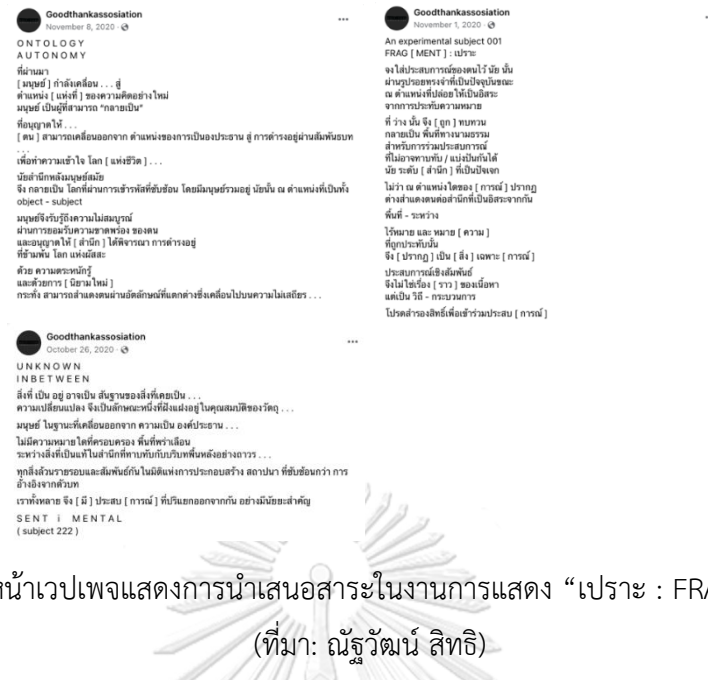 Goodthankassosiation
November 8, 2020
ONTOLOGY
AUTONOMY
ที่ผ่านมา
[ มนุษย์ ] กำลังเคลื่อน . . . สู่
ตำแหน่ง [ แห่งที่ ] ของความคิดอย่างใหม่
มนุษย์ เป็นผู้ที่สามารถ “กลายเป็น”
ที่อนุญาตให้ . . .
[ ตน ] สามารถเคลื่อนออกจาก ตำแหน่งของการเป็นองประธาน สู่ การดำรงอยู่ผ่านสัมพันธบท
. . .
เพื่อทำความเข้าใจ โลก [ แห่งชีวิต ] . . .
นัยสำนึกหลังมนุษย์สมัย
จึง กลายเป็น โลกที่ผ่านการเข้ารหัสที่ซับซ้อน โดยมีมนุษย์รวมอยู่ นัยนั้น ณ ตำแหน่งที่เป็นทั้ง
object - subject
มนุษย์จึงรับรู้ถึงความไม่สมบูรณ์
ผ่านการยอมรับความขาดพร่อง ของตน
และอนุญาตให้ [ สำนึก ] ได้พิจารณา การดำรงอยู่
ที่ข้ามพ้น โลก แห่งผัสสะ
ด้วย ความตระหนักรู้
และด้วยการ [ นิยามใหม่ ]
กระทั่ง สามารถสำแดงตนผ่านอัตลักษณ์ที่แตกต่างซึ่งเคลื่อนไปบนความไม่เสถียร . . .
Goodthankassosiation
October 26, 2020
UNKNOWN
INBETWEEN
สิ่งที่ เป็น อยู่ อาจเป็น สัณฐานของสิ่งที่เคยเป็น . . .
ความเปลี่ยนแปลง จึงเป็นลักษณะหนึ่งที่ฝังแฝงอยู่ในคุณสมบัติของวัตถุ . . .
มนุษย์ ในฐานะที่เคลื่อนออกจาก ความเป็น องค์ประธาน . . .
ไม่มีความหมายใดที่ครอบครอง พื้นที่พร่าเลือน
ระหว่างสิ่งที่เป็นแท้ในสำนึกที่ทาบทับกับบริบทพื้นหลังอย่างถาวร . . .
ทุกสิ่งล้วนรายรอบและสัมพันธ์กันในมิติแห่งการประกอบสร้าง สถาปนา ที่ซับซ้อนกว่า การ
อ้างอิงจากตัวบท
เราทั้งหลาย จึง [ มี ] ประสบ [ การณ์ ] ที่ปริแยกออกจากกัน อย่างมีนัยยะสำคัญ
SENT i MENTAL
( subject 222 )
Goodthankassosiation
November 1, 2020
An experimental subject 001
FRAG [ MENT ] : เปราะ
จงใส่ประสบการณ์ของตนไว้ นัย นั้น
ผ่านรูปรอยทรงจำที่เป็นปัจจุบันขณะ
ณ ตำแหน่งที่ปล่อยให้เป็นอิสระ
จากการประทับความหมาย
ที่ ว่าง นั้น จึง [ ถูก ] ทบทวน
กลายเป็น พื้นที่ทางนามธรรม
สำหรับการร่วมประสบการณ์
ที่ไม่อาจทาบทับ / แบ่งปันกันได้
นัย ระดับ [ สำนึก ] ที่เป็นปัจเจก
ไม่ว่า ณ ตำแหน่งใดของ [ การณ์ ] ปรากฏ
ต่างสำแดงตนต่อสำนึกที่เป็นอิสระจากกัน
พื้นที่ - ระหว่าง
ไร้หมาย และ หมาย [ ความ ]
ที่ถูกประทับนั้น
จึง [ ปรากฏ ] เป็น [ สิ่ง ] เฉพาะ [ การณ์ ]
ประสบการณ์เชิงสัมพันธ์
จึงไม่ใช่เรื่อง [ ราว ] ของเนื้อหา
แต่เป็น วิถี - กระบวนการ
โปรดสำรองสิทธิ์เพื่อเข้าร่วมประสบ [ การณ์ ]
หน้าเวปเพจแสดงการนำเสนอสาระในงานการแสดง “เปราะ : FRA
(ที่มา: ณัฐวัฒน์ สิทธิ)